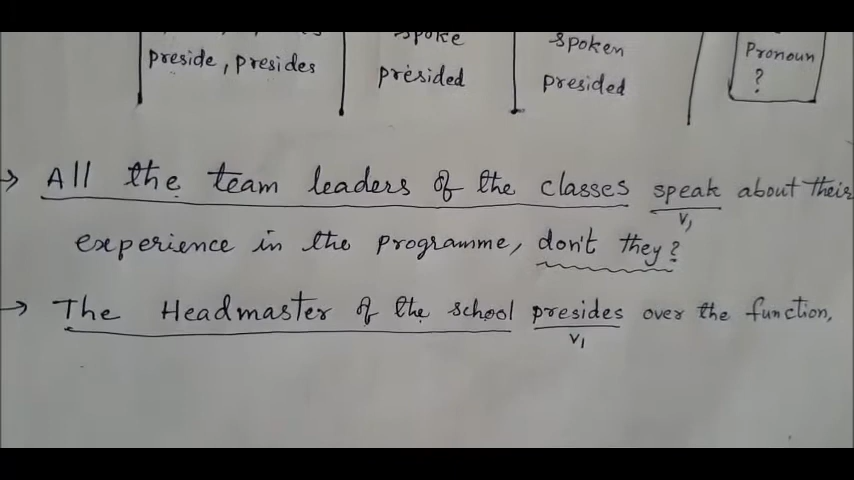 spoke
spoken
Pronoun
preside, presides
presided
presided
?
→ All the team leaders of the classes speak about their
V₁
experience in the programme, don't they?
→ The Headmaster of the school presides over the function,
V₁